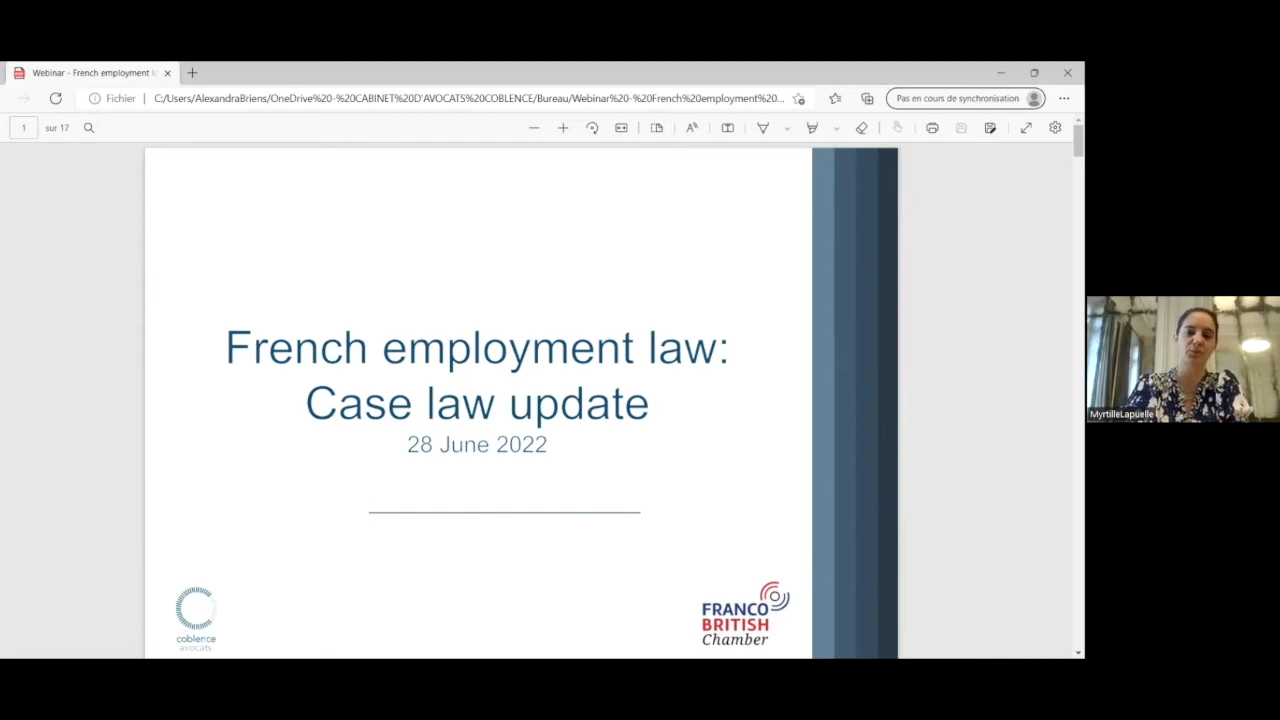 Webinar - French employment l
Fichier
C:/Users/AlexandraBriens/OneDrive%20-%20CABINET%20D'AVOCATS%20COBLENCE/Bureau/Webinar%20-%20French%20employment%20...
Pas en cours de synchronisation
1 sur 17
French employment law:
Case law update
28 June 2022
coblence
avocats
FRANCO
BRITISH
Chamber
MyrtilleLapuelle